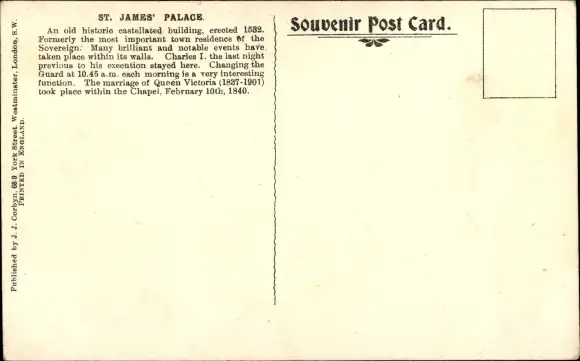 ST. JAMES' PALACE.
An old historic castellated building, erected 1532.
Formerly the most important town residence of the
Sovereign. Many brilliant and notable events have
taken place within its walls. Charles I. the last night
previous to his execution stayed here. Changing the
Guard at 10.45 a.m. each morning is a very interesting
function. The marriage of Queen Victoria (1837-1901)
took place within the Chapel, February 10th, 1840.
Souvenir Post Card.
Published by J. J. Corbyn, 68-9 York Street, Westminster, London, S.W.
PRINTED IN ENGLAND.